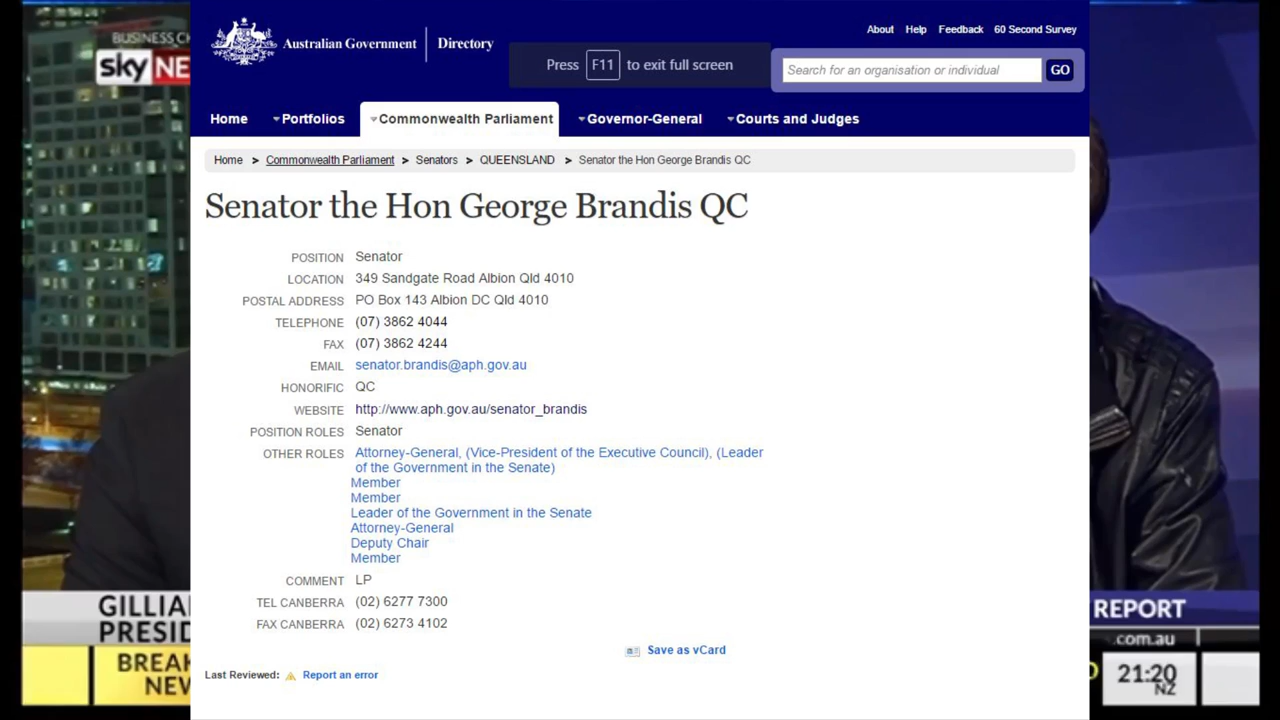 BUSINESS C
sky NE
Australian Government
Directory
Press F11 to exit full screen
About Help Feedback 60 Second Survey
Search for an organisation or individual GO
Home Portfolios Commonwealth Parliament Governor-General Courts and Judges
Home > Commonwealth Parliament > Senators > QUEENSLAND > Senator the Hon George Brandis QC
Senator the Hon George Brandis QC
POSITION Senator
LOCATION 349 Sandgate Road Albion Qld 4010
POSTAL ADDRESS PO Box 143 Albion DC Qld 4010
TELEPHONE (07) 3862 4044
FAX (07) 3862 4244
EMAIL senator.brandis@aph.gov.au
HONORIFIC QC
WEBSITE http://www.aph.gov.au/senator_brandis
POSITION ROLES Senator
OTHER ROLES Attorney-General, (Vice-President of the Executive Council), (Leader
of the Government in the Senate)
Member
Member
Leader of the Government in the Senate
Attorney-General
Deputy Chair
Member
COMMENT LP
TEL CANBERRA (02) 6277 7300
FAX CANBERRA (02) 6273 4102
Save as vCard
Last Reviewed: Report an error
GILLIA
PRESID
BREAK
NEW
REPORT
.com.au
21:20
NZ